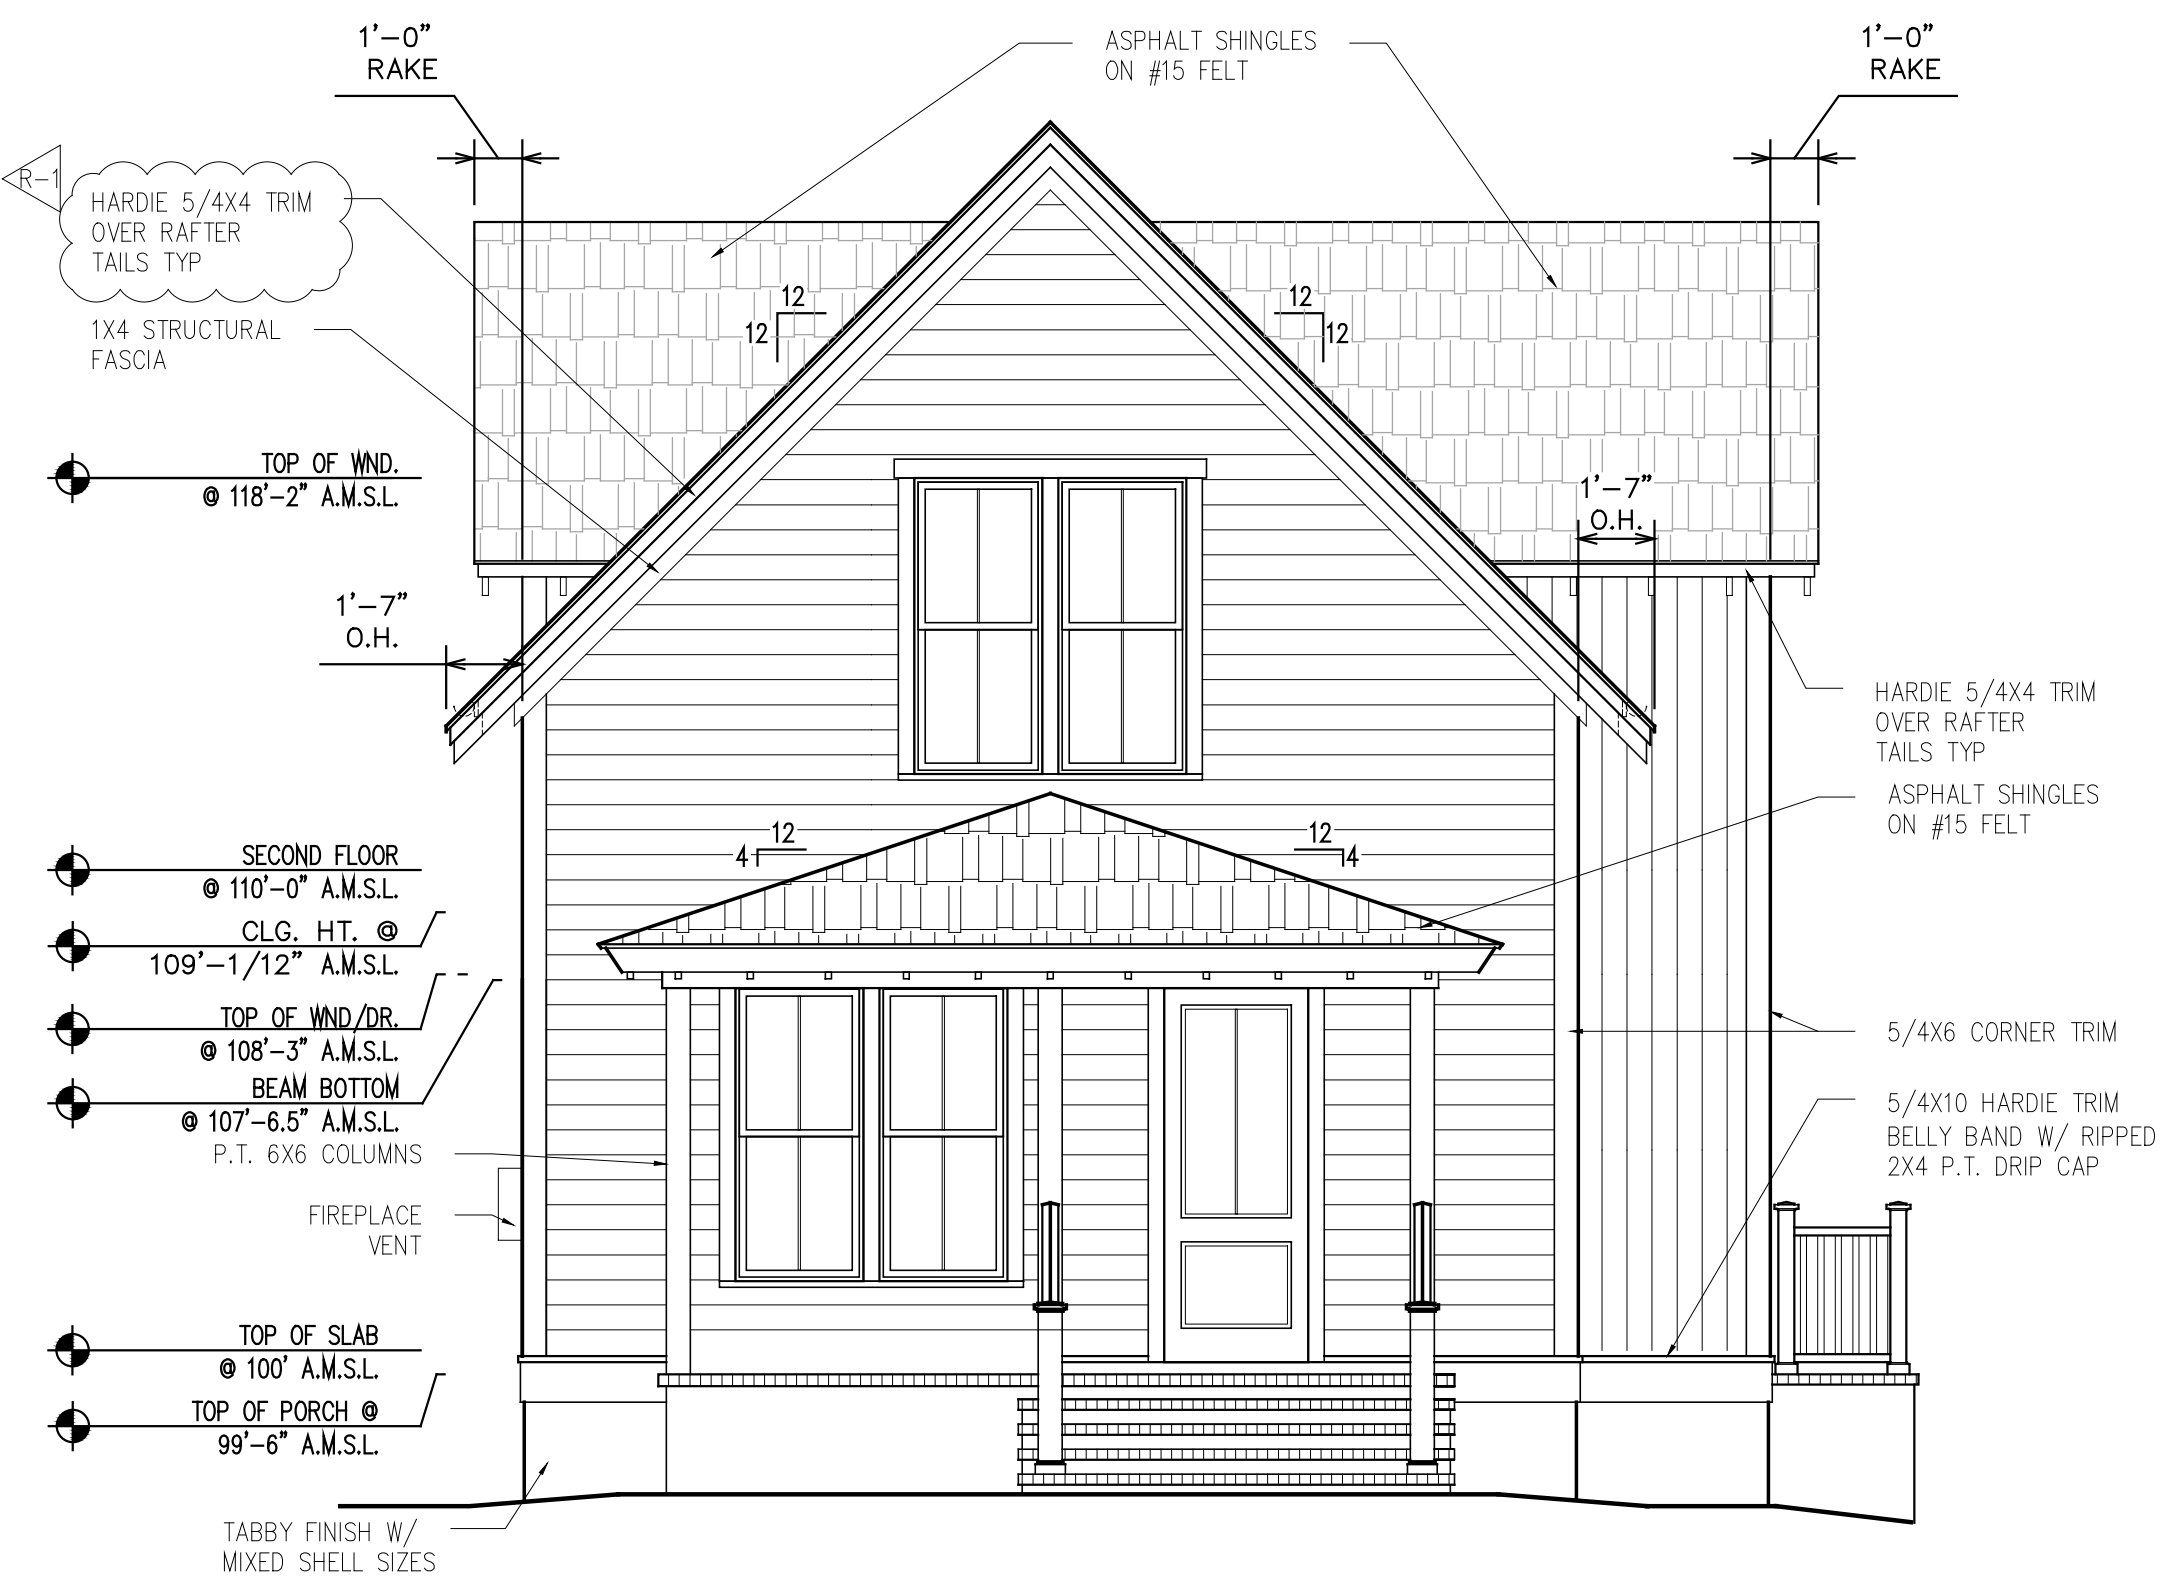 1'-0"
RAKE
ASPHALT SHINGLES
ON #15 FELT
1'-0"
RAKE
R-1
HARDIE 5/4X4 TRIM
OVER RAFTER
TAILS TYP
1X4 STRUCTURAL
FASCIA
12
12
12
12
TOP OF WND.
@ 118'-2" A.M.S.L.
1'-7"
O.H.
1'-7"
O.H.
HARDIE 5/4X4 TRIM
OVER RAFTER
TAILS TYP
ASPHALT SHINGLES
ON #15 FELT
12
4
12
4
SECOND FLOOR
@ 110'-0" A.M.S.L.
CLG. HT. @
109'-1/12" A.M.S.L.
TOP OF WND/DR.
@ 108'-3" A.M.S.L.
BEAM BOTTOM
@ 107'-6.5" A.M.S.L.
P.T. 6X6 COLUMNS
FIREPLACE
VENT
5/4X6 CORNER TRIM
5/4X10 HARDIE TRIM
BELLY BAND W/ RIPPED
2X4 P.T. DRIP CAP
TOP OF SLAB
@ 100' A.M.S.L.
TOP OF PORCH @
99'-6" A.M.S.L.
TABBY FINISH W/
MIXED SHELL SIZES